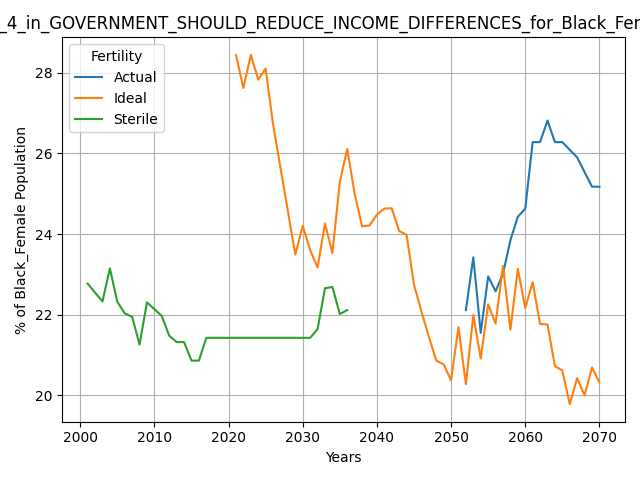 _4_in_GOVERNMENT_SHOULD_REDUCE_INCOME_DIFFERENCES_for_Black_Fem
% of Black_Female Population
28
26
24
22
20
Fertility
Actual
Ideal
Sterile
2000 2010 2020 2030 2040 2050 2060 2070
Years